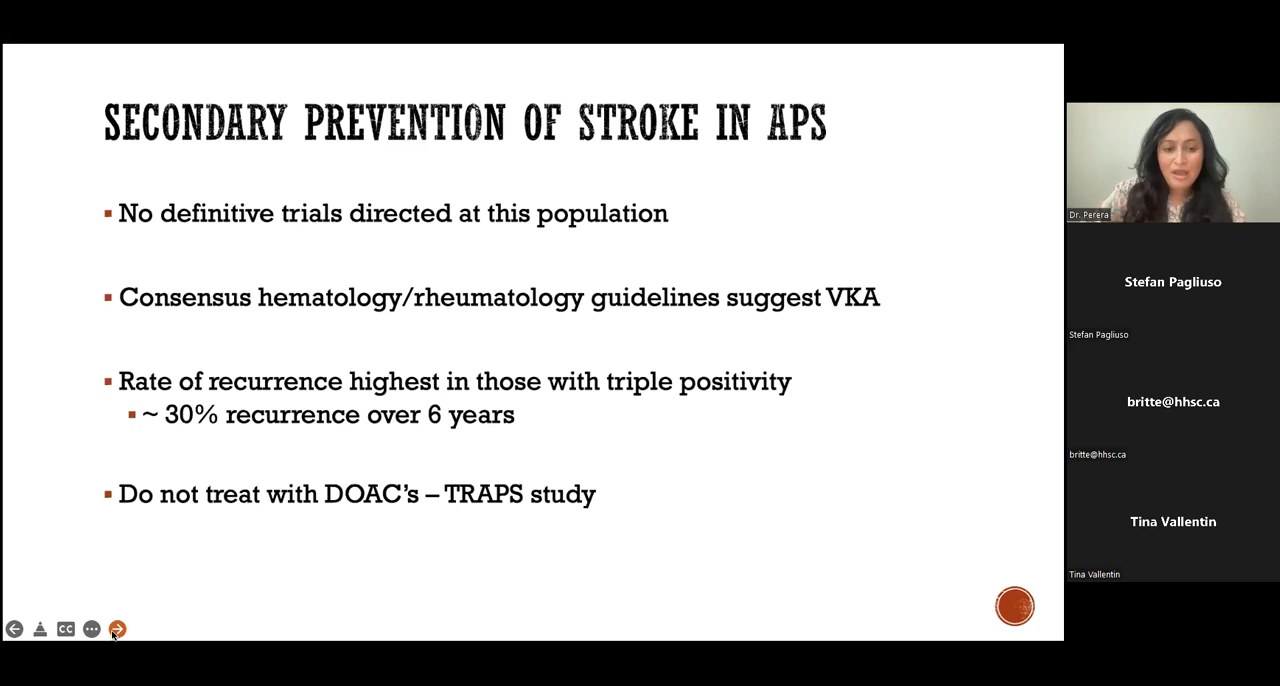 SECONDARY PREVENTION OF STROKE IN APS
▪ No definitive trials directed at this population
▪ Consensus hematology/rheumatology guidelines suggest VKA
▪ Rate of recurrence highest in those with triple positivity
▪ ~ 30% recurrence over 6 years
▪ Do not treat with DOAC's – TRAPS study
CC
Dr. Perera
Stefan Pagliuso
Stefan Pagliuso
britte@hhsc.ca
britte@hhsc.ca
Tina Vallentin
Tina Vallentin